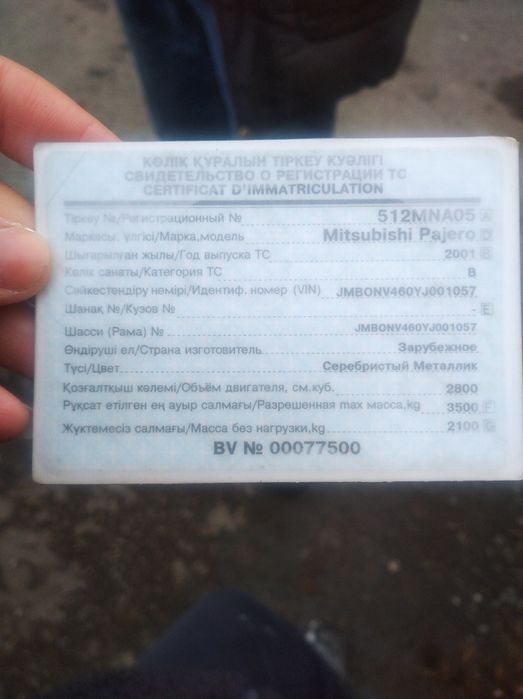 КӨЛІК ҚҰРАЛЫН ТІРКЕУ КУӘЛІГІ
СВИДЕТЕЛЬСТВО О РЕГИСТРАЦИИ ТС
CERTIFICAT D'IMMATRICULATION
Тіркеу №/Регистрационный № 512MNA05 A
Маркасы, үлгісі/Марка,модель Mitsubishi Pajero D
Шығарылған жылы/Год выпуска ТС 2001 B
Көлік санаты/Категория ТС B
Сәйкестендіру нөмірі/Идентиф. номер (VIN) JMBONV460YJ001057
Шанақ №/Кузов № - E
Шасси (Рама) № JMBONV460YJ001057
Өндіруші ел/Страна изготовитель Зарубежное
Түсі/Цвет Серебристый Металлик
Қозғалтқыш көлемі/Объём двигателя, см.куб. 2800
Рұқсат етілген ең ауыр салмағы/Разрешенная max масса,kg 3500 F
Жүктемесіз салмағы/Масса без нагрузки,kg 2100 G
BV № 00077500